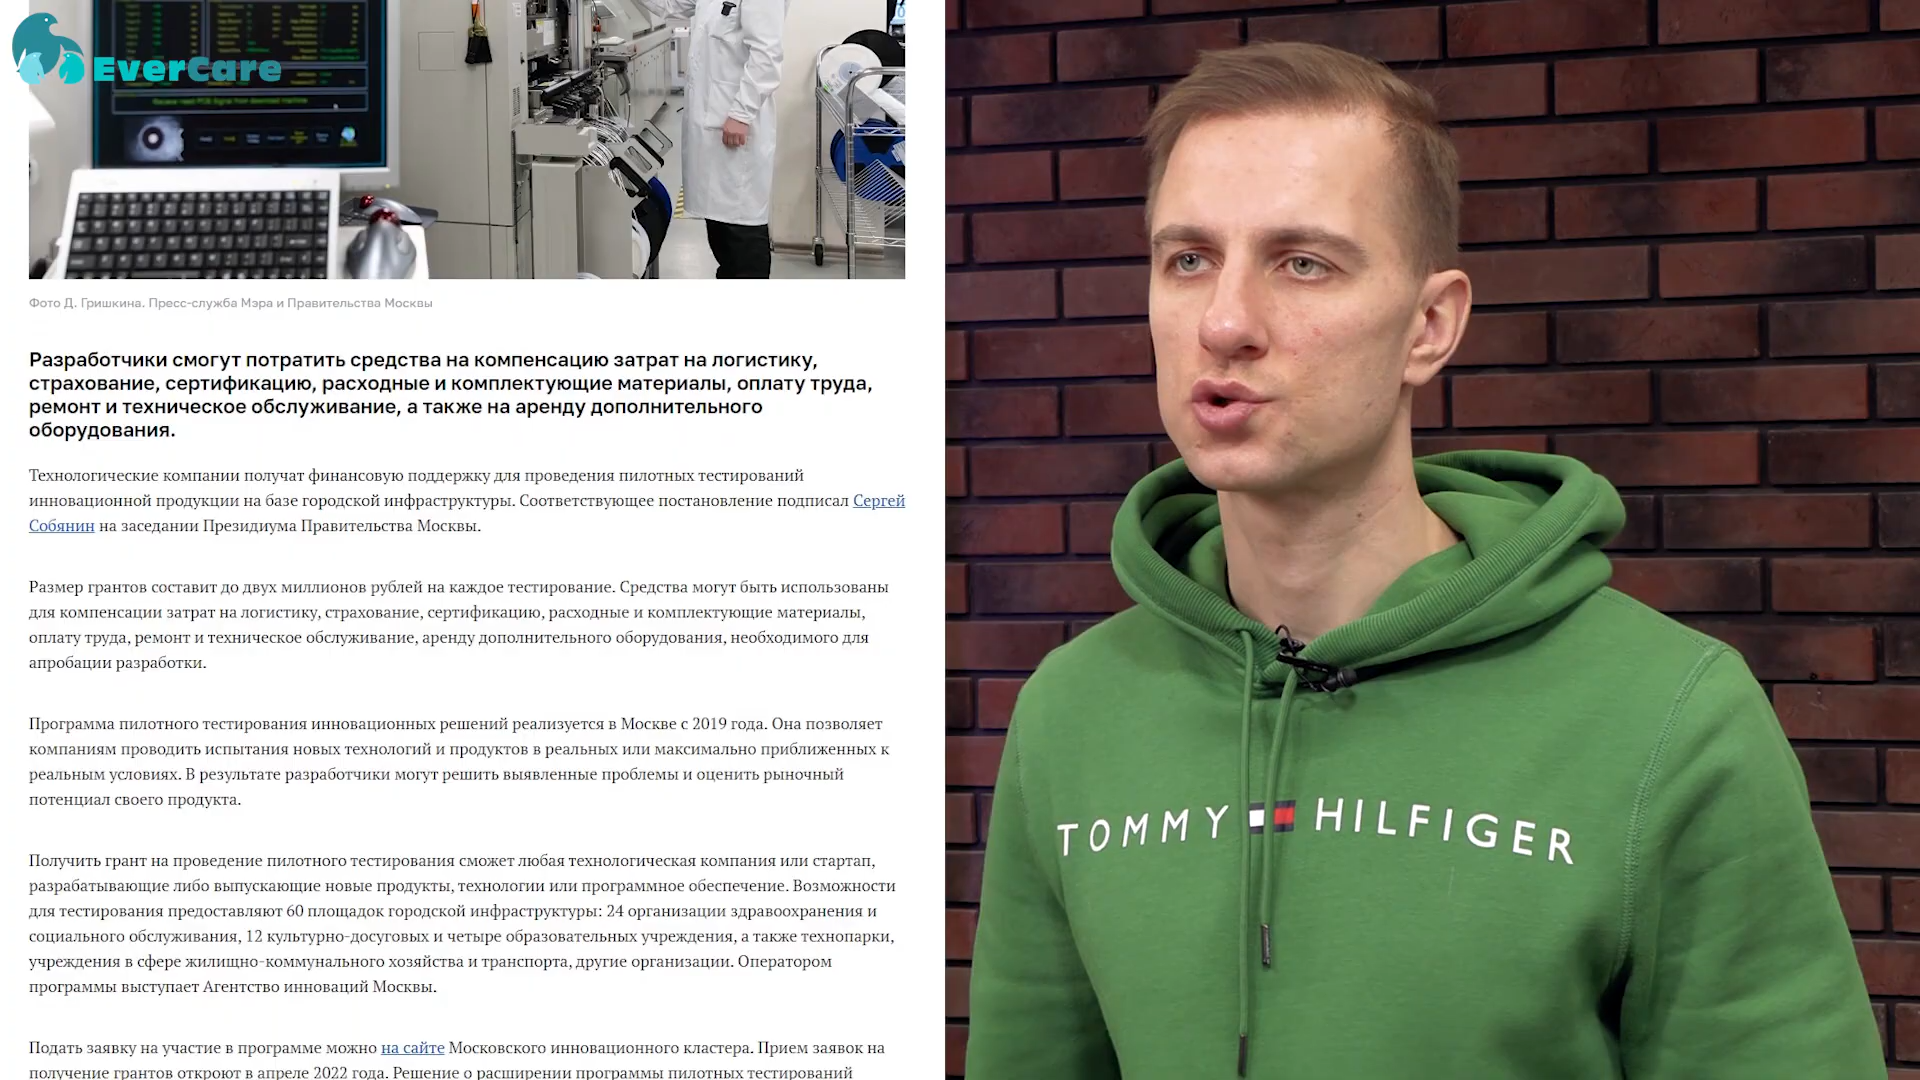 EverCare
Фото Д. Гришкина. Пресс-служба Мэра и Правительства Москвы
Разработчики смогут потратить средства на компенсацию затрат на логистику,
страхование, сертификацию, расходные и комплектующие материалы, оплату труда,
ремонт и техническое обслуживание, а также на аренду дополнительного
оборудования.
Технологические компании получат финансовую поддержку для проведения пилотных тестирований
инновационной продукции на базе городской инфраструктуры. Соответствующее постановление подписал Сергей
Собянин на заседании Президиума Правительства Москвы.
Размер грантов составит до двух миллионов рублей на каждое тестирование. Средства могут быть использованы
для компенсации затрат на логистику, страхование, сертификацию, расходные и комплектующие материалы,
оплату труда, ремонт и техническое обслуживание, аренду дополнительного оборудования, необходимого для
апробации разработки.
Программа пилотного тестирования инновационных решений реализуется в Москве с 2019 года. Она позволяет
компаниям проводить испытания новых технологий и продуктов в реальных или максимально приближенных к
реальным условиях. В результате разработчики могут решить выявленные проблемы и оценить рыночный
потенциал своего продукта.
Получить грант на проведение пилотного тестирования сможет любая технологическая компания или стартап,
разрабатывающие либо выпускающие новые продукты, технологии или программное обеспечение. Возможности
для тестирования предоставляют 60 площадок городской инфраструктуры: 24 организации здравоохранения и
социального обслуживания, 12 культурно-досуговых и четыре образовательных учреждения, а также технопарки,
учреждения в сфере жилищно-коммунального хозяйства и транспорта, другие организации. Оператором
программы выступает Агентство инноваций Москвы.
Подать заявку на участие в программе можно на сайте Московского инновационного кластера. Прием заявок на
получение грантов откроют в апреле 2022 года. Решение о расширении программы пилотных тестирований
TOMMY HILFIGER